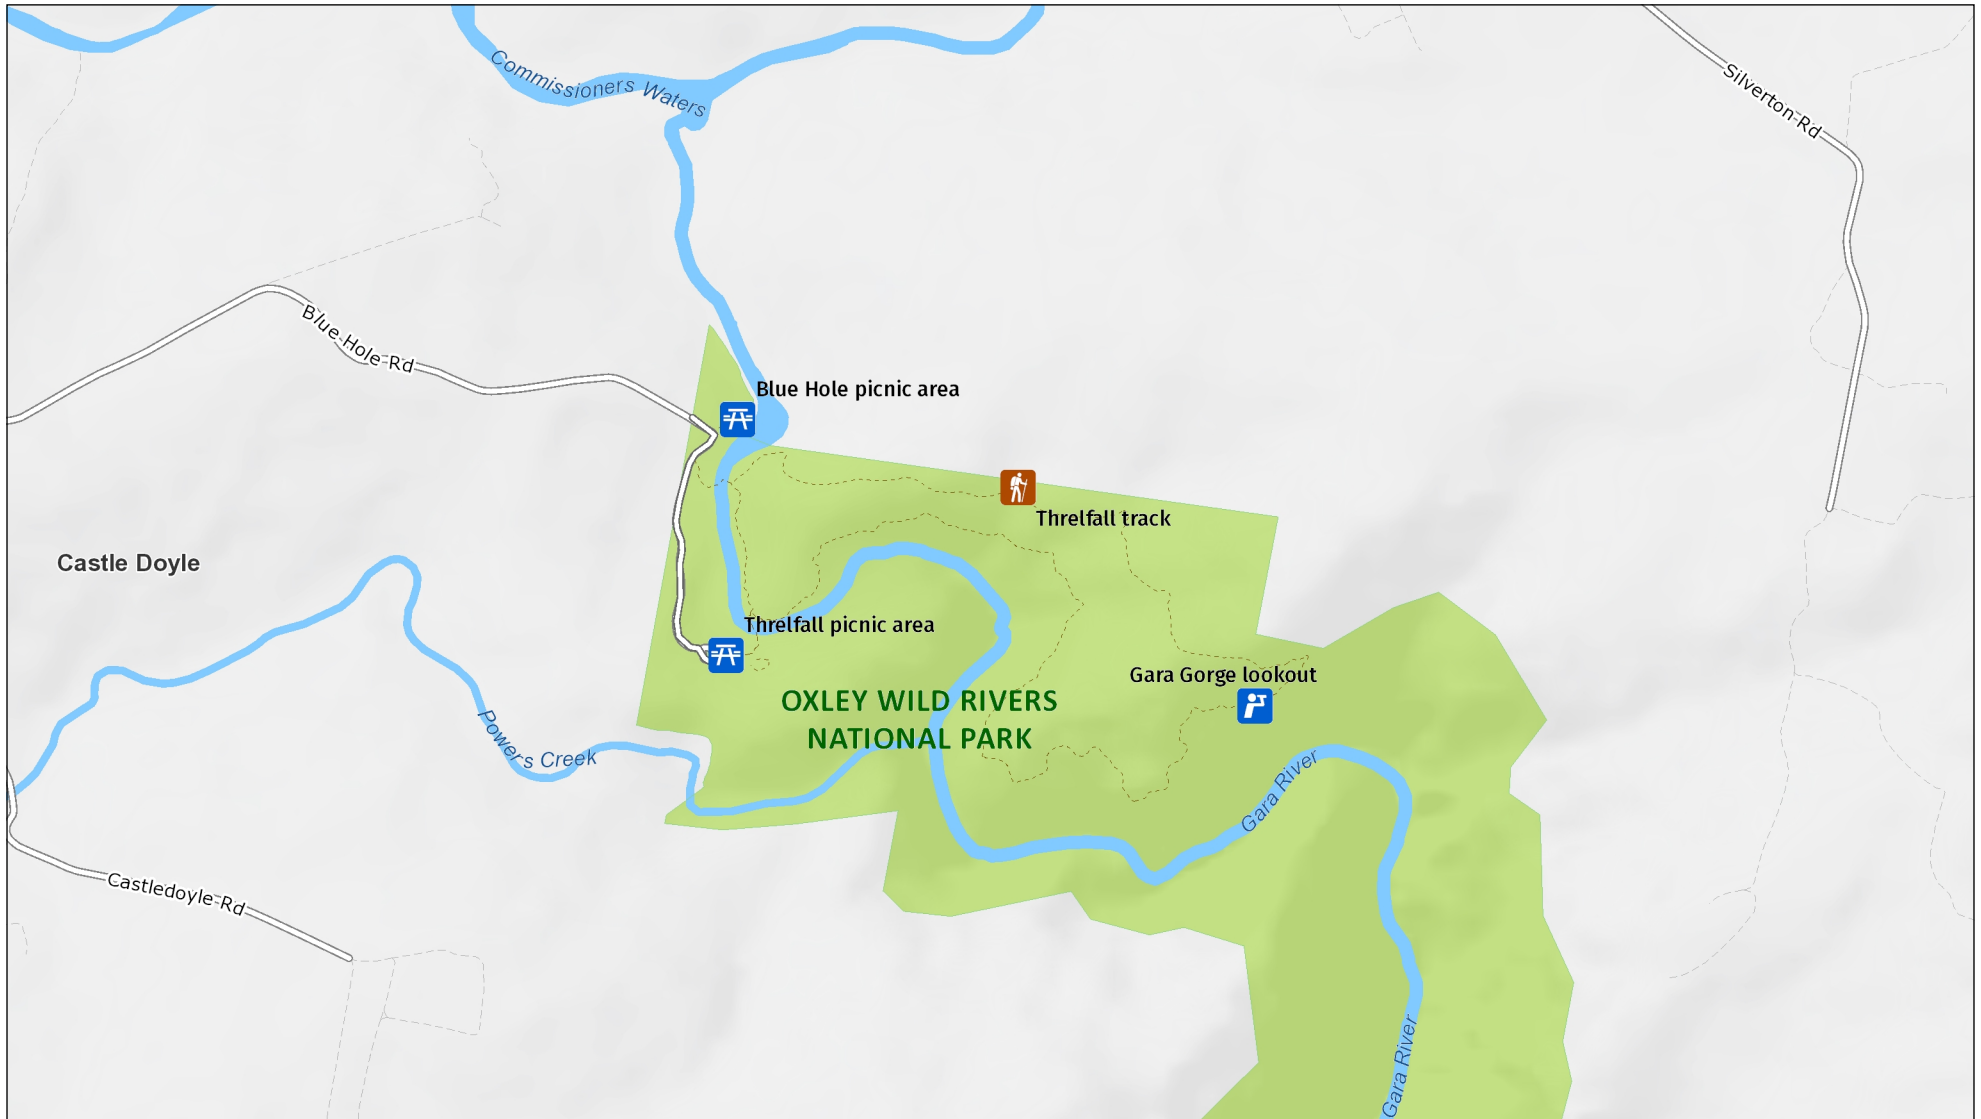 Commissioners Waters
Silverton Rd
Blue Hole Rd
Blue Hole picnic area
Threlfall track
Castle Doyle
Threlfall picnic area
Gara Gorge lookout
OXLEY WILD RIVERS
NATIONAL PARK
Powers Creek
Gara River
Castledoyle Rd
Gara River